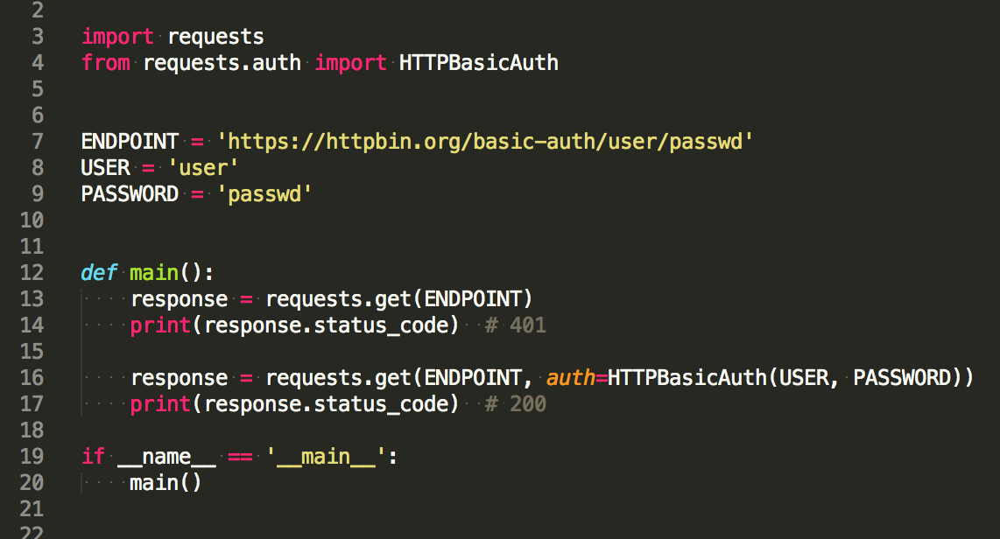 2
3 import requests
4 from requests.auth import HTTPBasicAuth
5
6
7 ENDPOINT = 'https://httpbin.org/basic-auth/user/passwd'
8 USER = 'user'
9 PASSWORD = 'passwd'
10
11
12 def main():
13     response = requests.get(ENDPOINT)
14     print(response.status_code)  # 401
15
16     response = requests.get(ENDPOINT, auth=HTTPBasicAuth(USER, PASSWORD))
17     print(response.status_code)  # 200
18
19 if __name__ == '__main__':
20     main()
21
22